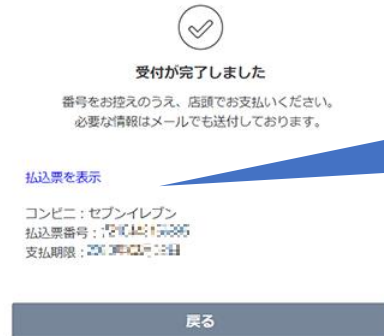 受付が完了しました
番号をお控えのうえ、店頭でお支払いください。
必要な情報はメールでも送付しております。
払込票を表示
コンビニ：セブンイレブン
払込票番号：
支払期限：
戻る